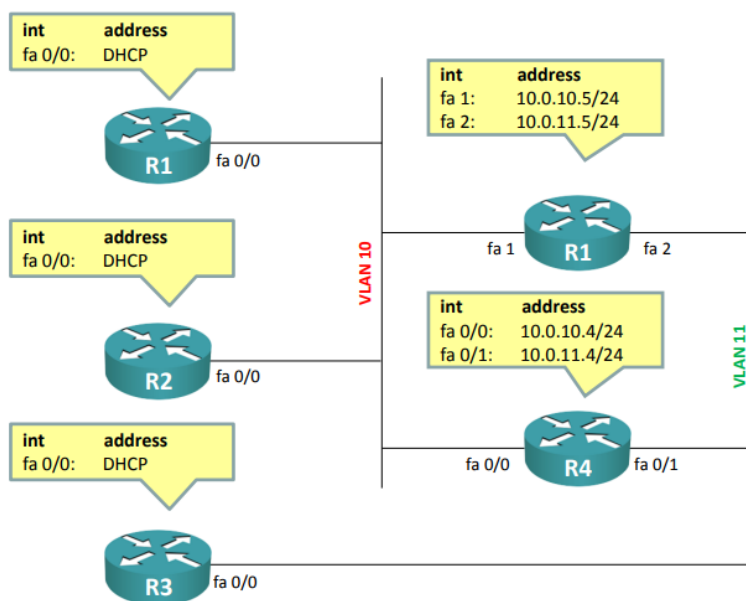 int address
fa 0/0: DHCP
R1
fa 0/0
int address
fa 1: 10.0.10.5/24
fa 2: 10.0.11.5/24
R1
fa 1
fa 2
VLAN 10
int address
fa 0/0: DHCP
R2
fa 0/0
int address
fa 0/0: 10.0.10.4/24
fa 0/1: 10.0.11.4/24
VLAN 11
R4
fa 0/0
fa 0/1
int address
fa 0/0: DHCP
R3
fa 0/0